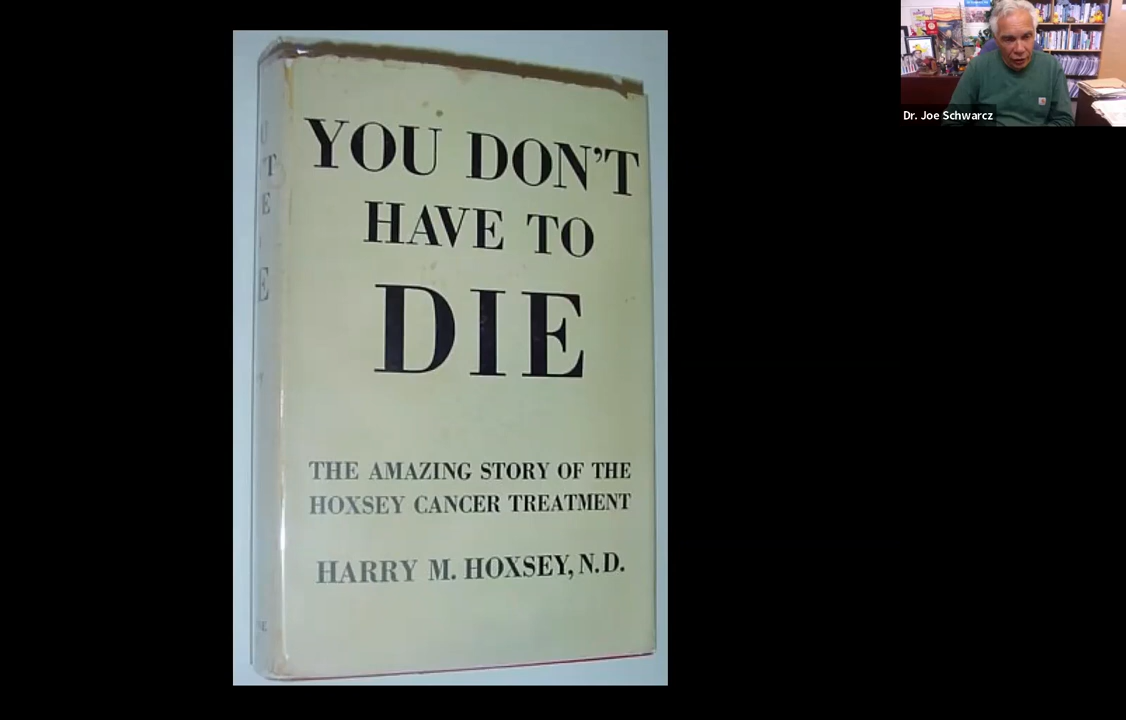 YOU DON'T
HAVE TO
DIE
THE AMAZING STORY OF THE
HOXSEY CANCER TREATMENT
HARRY M. HOXSEY, N.D.
Dr. Joe Schwarcz